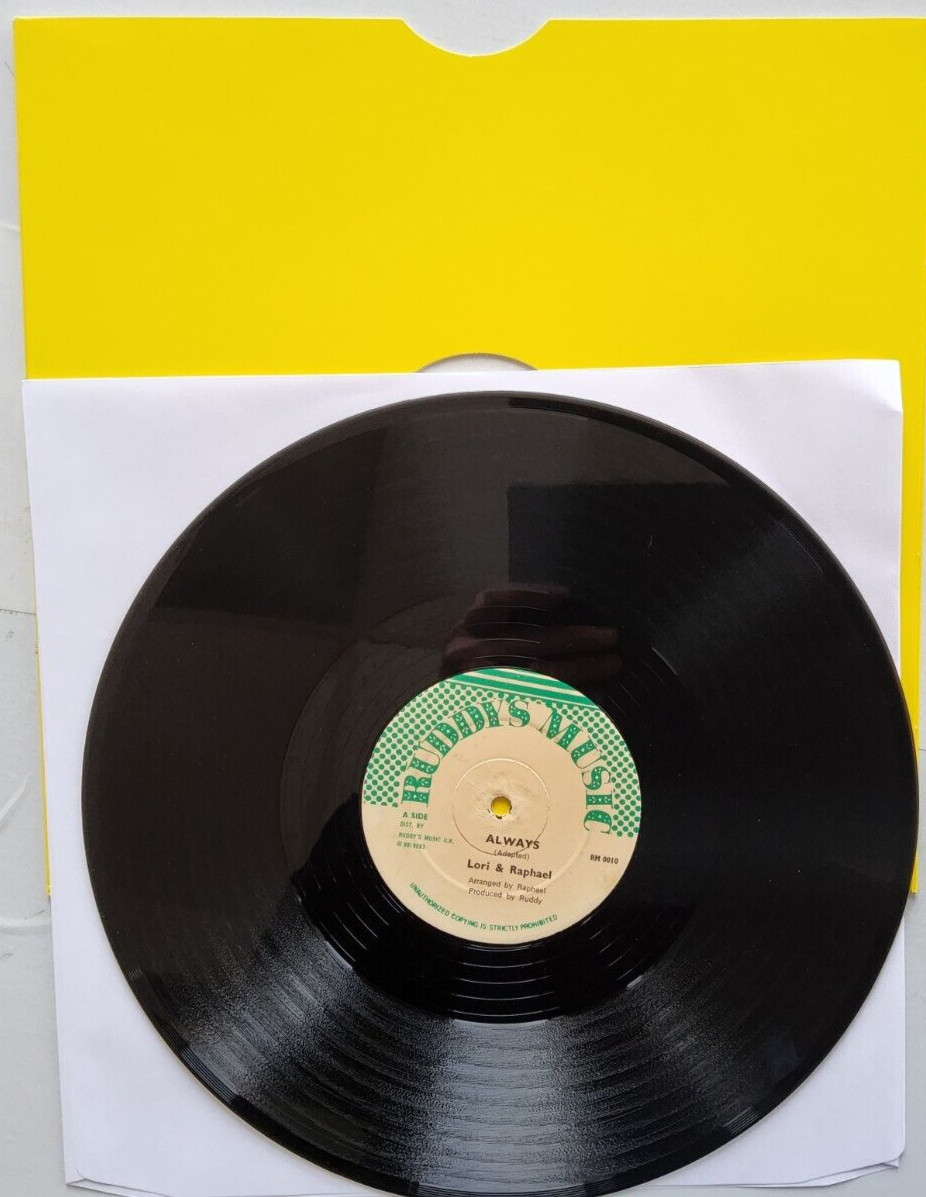 RUDDY'S MUSIC
A SIDE
DIST. BY
RUDDY'S MUSIC U.K.
ALWAYS
(Adapted)
RM 0010
Lori & Raphael
Arranged by Raphael
Produced by Ruddy
UNAUTHORIZED COPYING IS STRICTLY PROHIBITED